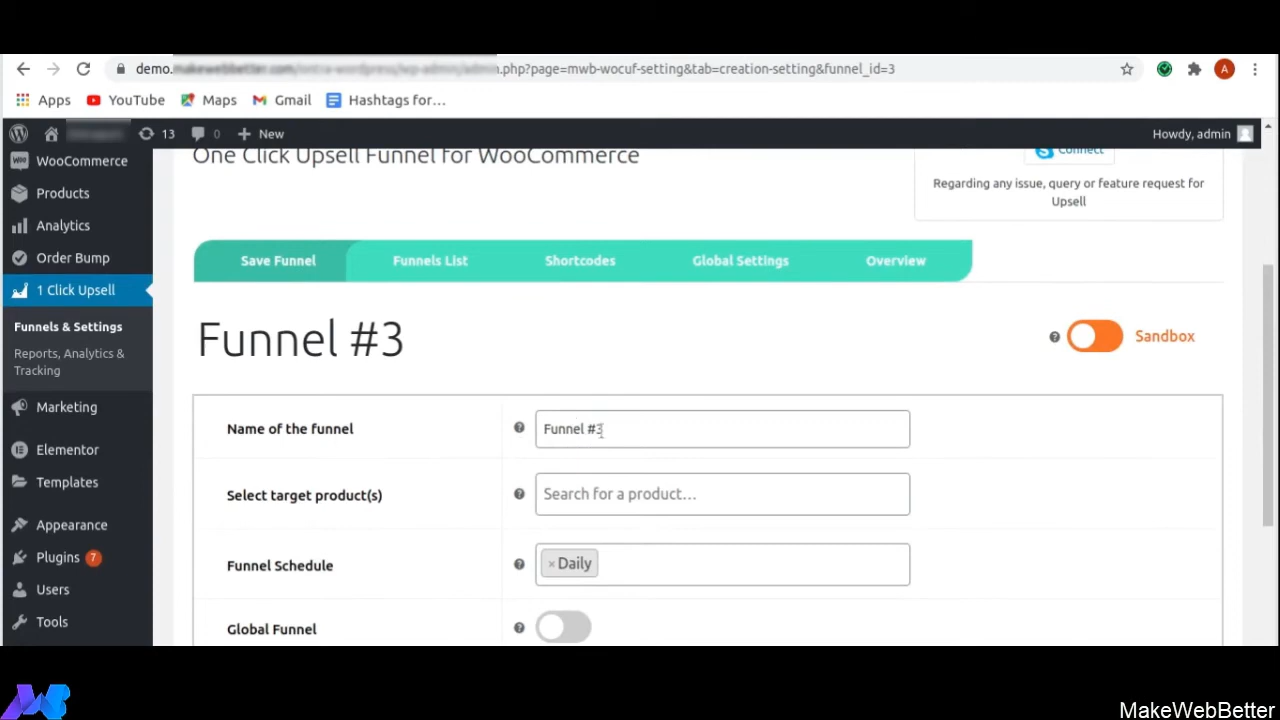 demo.
n.php?page=mwb-wocuf-setting&tab=creation-setting&funnel_id=3
A
Apps
YouTube
Maps
Gmail
Hashtags for...
13
0
New
Howdy, admin
WooCommerce
Products
Analytics
Order Bump
1 Click Upsell
Funnels & Settings
Reports, Analytics &
Tracking
Marketing
Elementor
Templates
Appearance
Plugins 7
Users
Tools
One Click Upsell Funnel for WooCommerce
Connect
Regarding any issue, query or feature request for
Upsell
Save Funnel
Funnels List
Shortcodes
Global Settings
Overview
Funnel #3
Sandbox
Name of the funnel
Funnel #3
Select target product(s)
Search for a product...
Funnel Schedule
×Daily
Global Funnel
MakeWebBetter